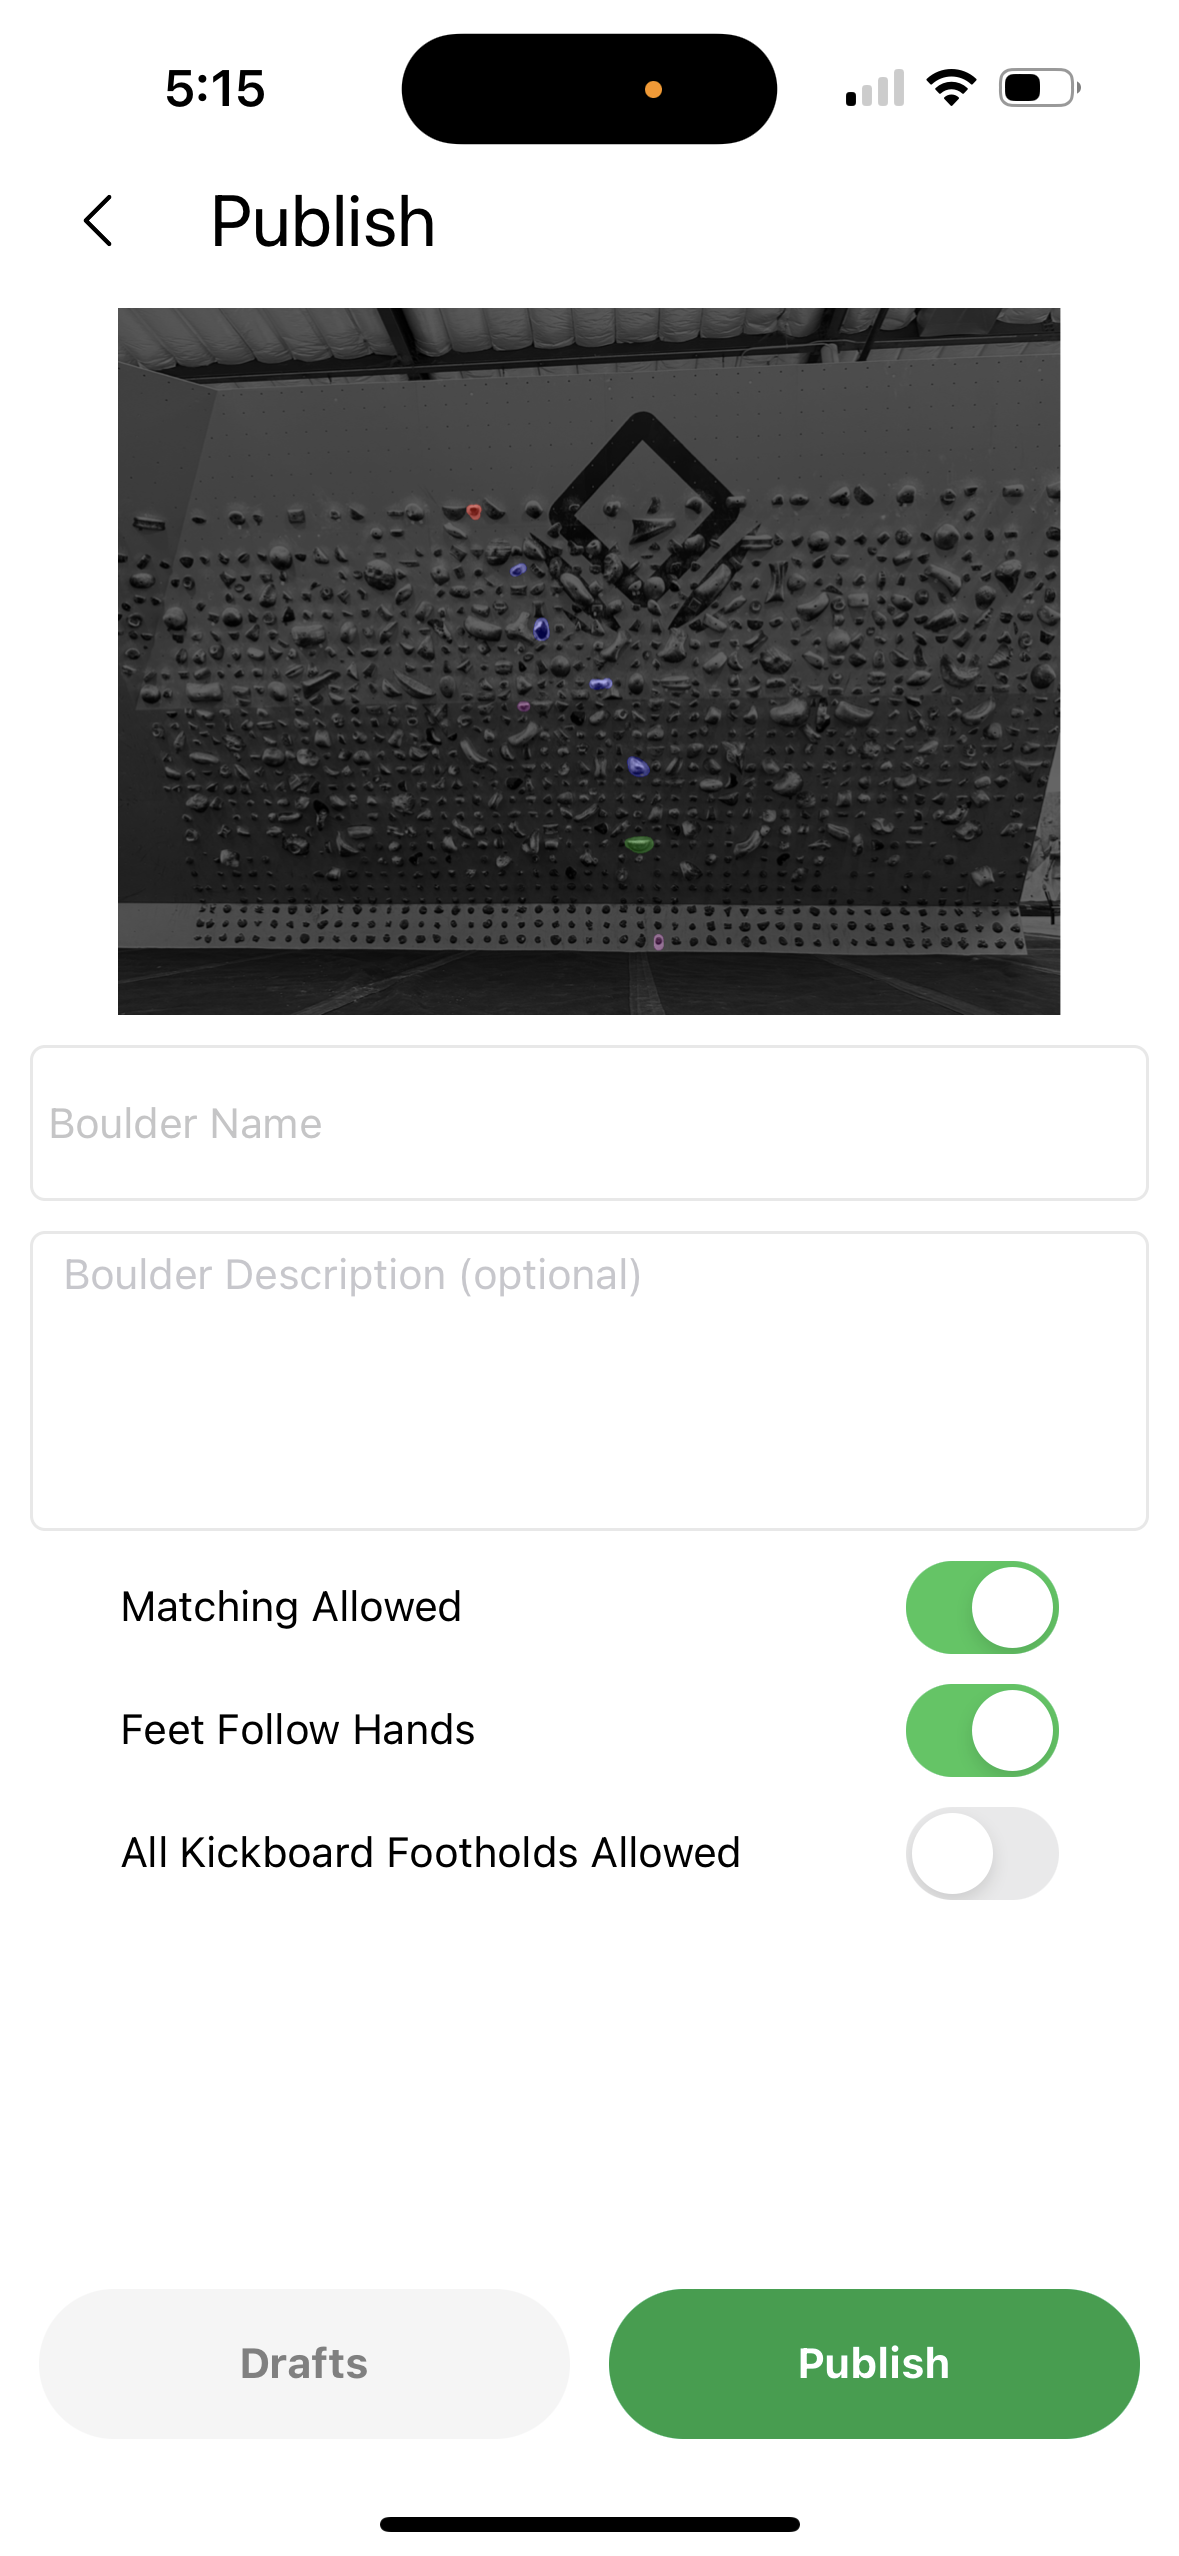 5:15
Publish
Boulder Name
Boulder Description (optional)
Matching Allowed
Feet Follow Hands
All Kickboard Footholds Allowed
Drafts
Publish